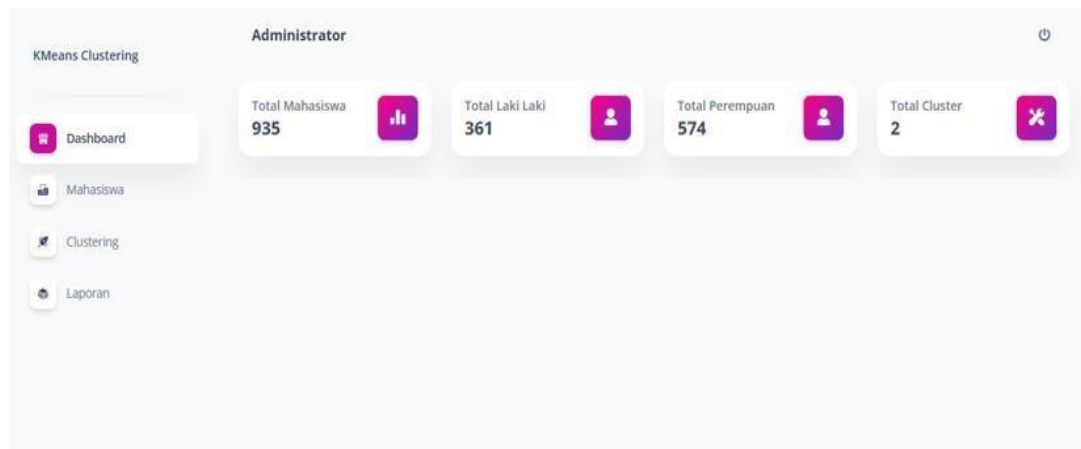 KMeans Clustering
Dashboard
Mahasiswa
Clustering
Laporan
Administrator
Total Mahasiswa
935
Total Laki Laki
361
Total Perempuan
574
Total Cluster
2